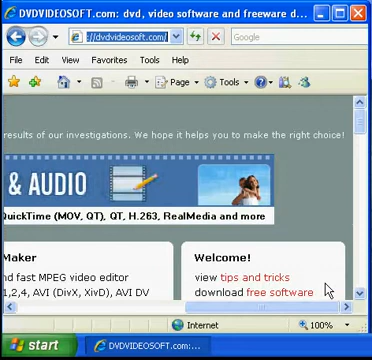 DVDVIDEOSOFT.com: dvd, video software and freeware d...
://dvdvideosoft.com/
Google
File Edit View Favorites Tools Help
Page Tools
results of our investigations. We hope it helps you to make the right choice!
& AUDIO
QuickTime (MOV, QT), QT, H.263, RealMedia and more
Maker
Welcome!
nd fast MPEG video editor
view tips and tricks
1,2,4, AVI (DivX, XivD), AVI DV
download free software
Internet
100%
start
DVDVIDEOSOFT.com:...